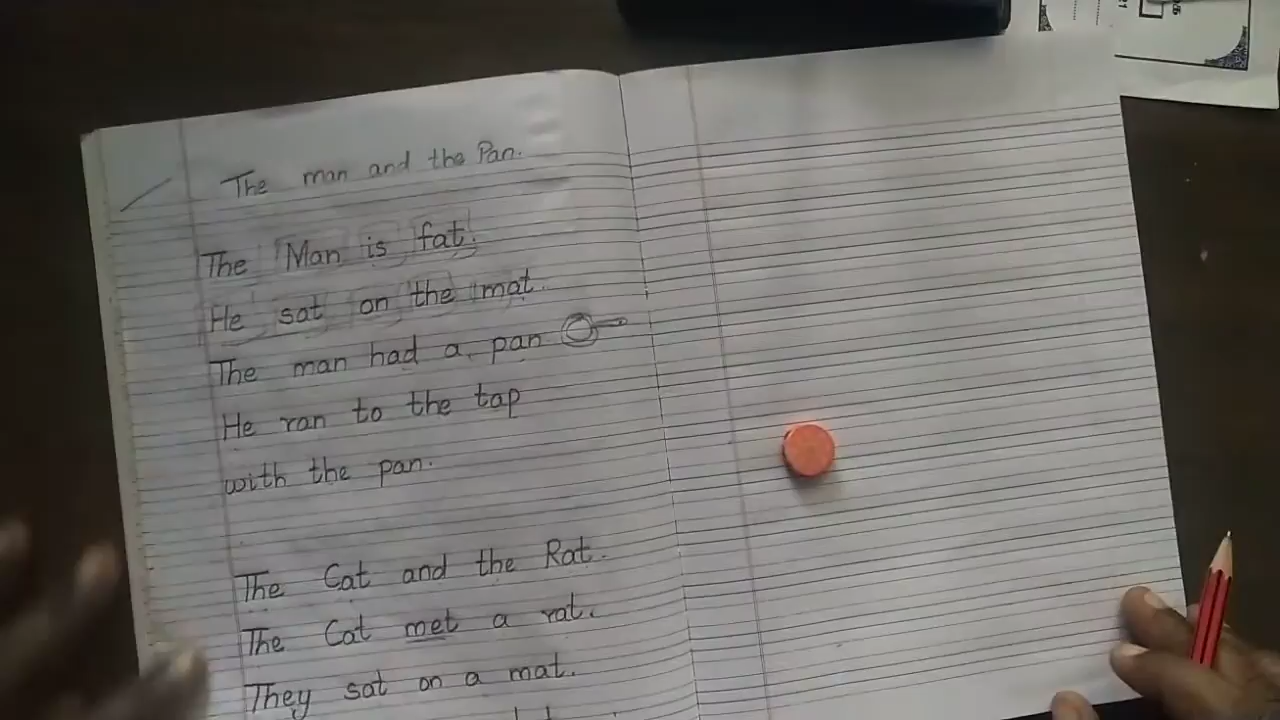 The man and the Pan.
The Man is fat.
He sat on the mat.
The man had a pan
He ran to the tap
with the pan.
The Cat and the Rat.
The Cat met a rat.
They sat on a mat.